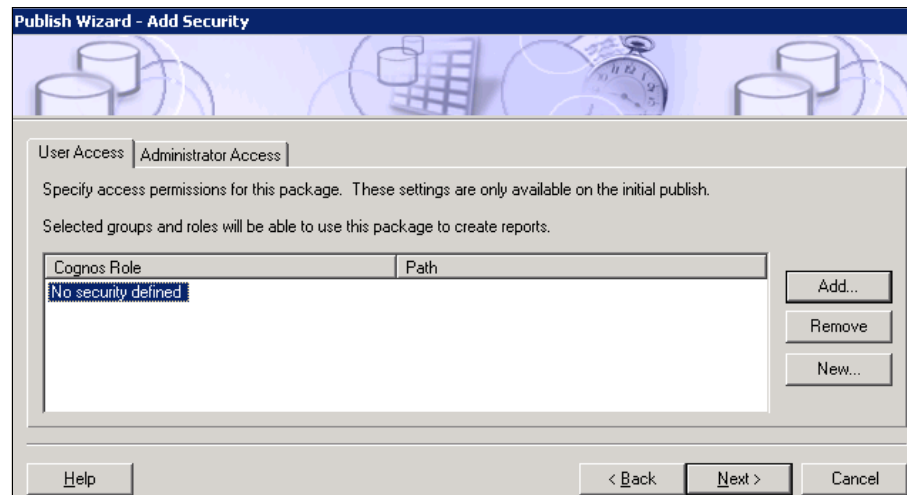 Publish Wizard - Add Security
User Access
Administrator Access
Specify access permissions for this package. These settings are only available on the initial publish.
Selected groups and roles will be able to use this package to create reports.
Cognos Role
Path
No security defined
Add...
Remove
New...
Help
< Back
Next >
Cancel